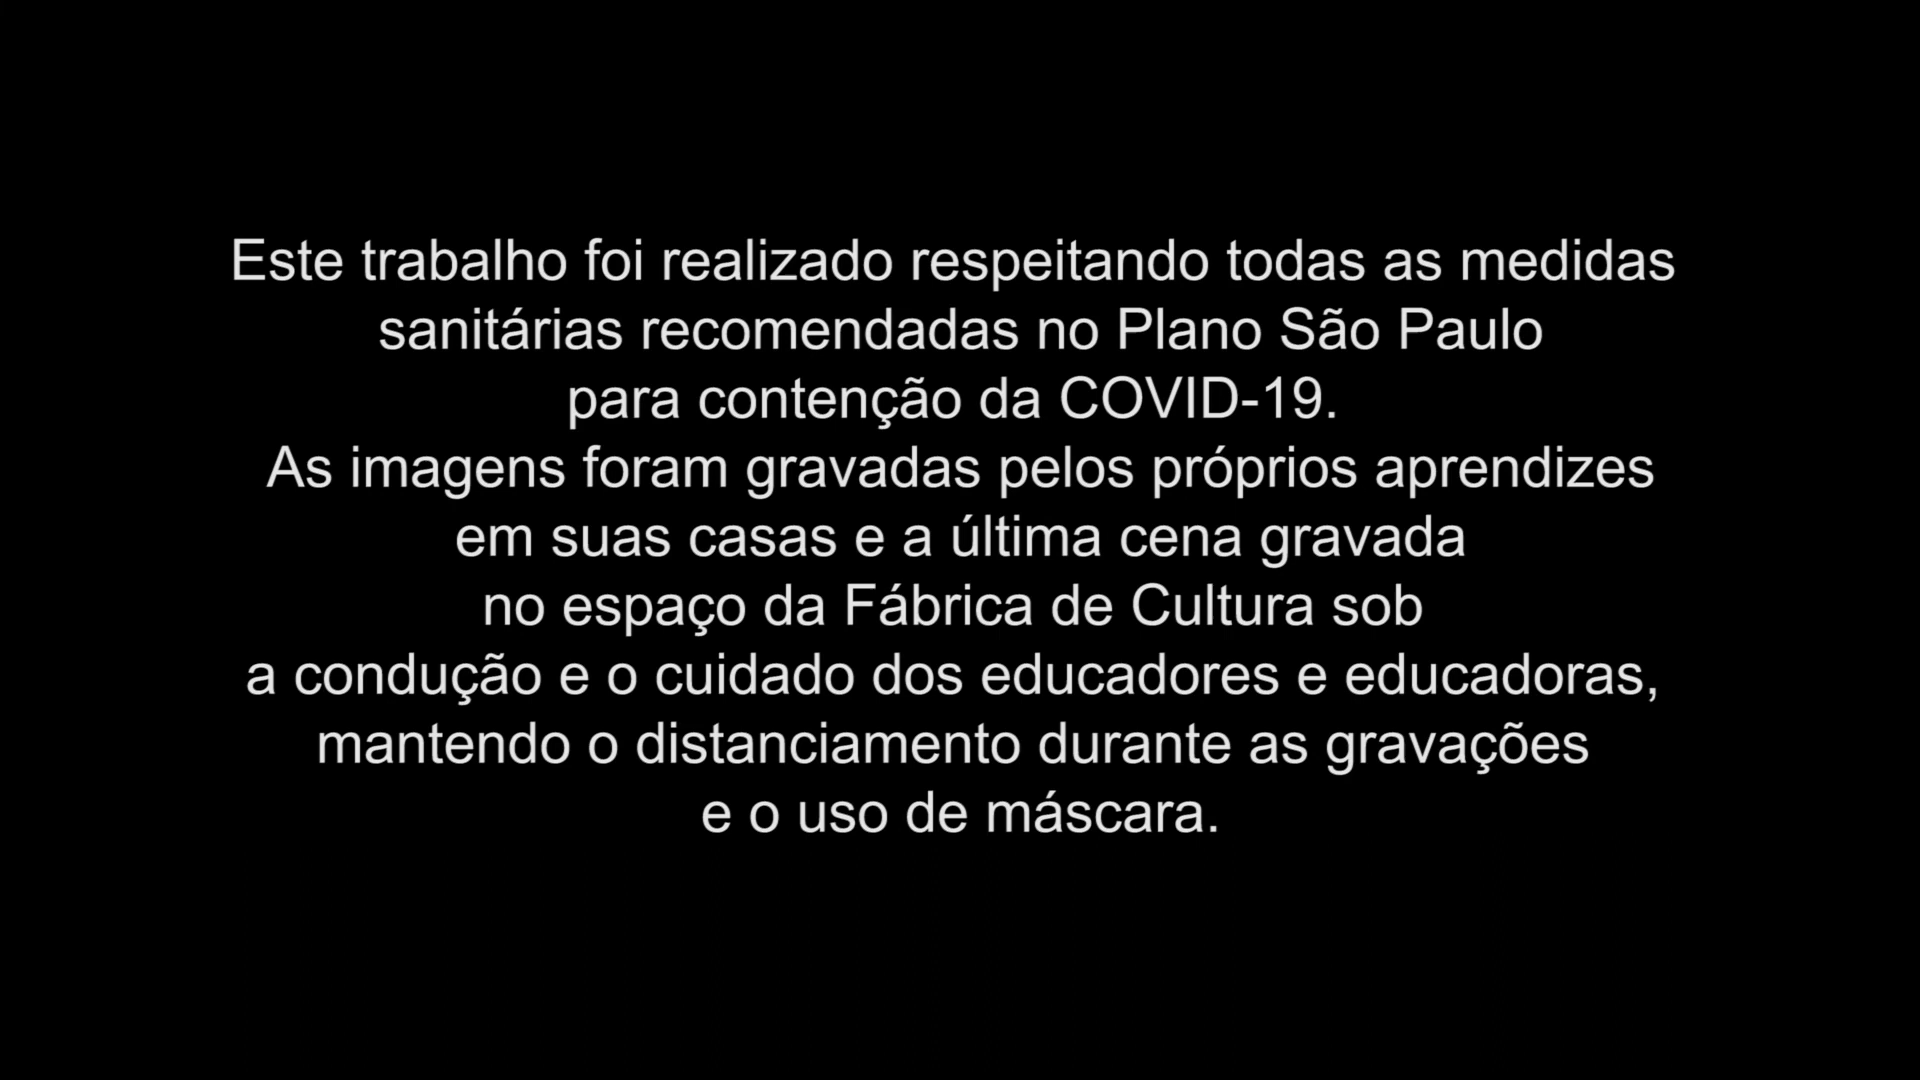 Este trabalho foi realizado respeitando todas as medidas
sanitárias recomendadas no Plano São Paulo
para contenção da COVID-19.
As imagens foram gravadas pelos próprios aprendizes
em suas casas e a última cena gravada
no espaço da Fábrica de Cultura sob
a condução e o cuidado dos educadores e educadoras,
mantendo o distanciamento durante as gravações
e o uso de máscara.